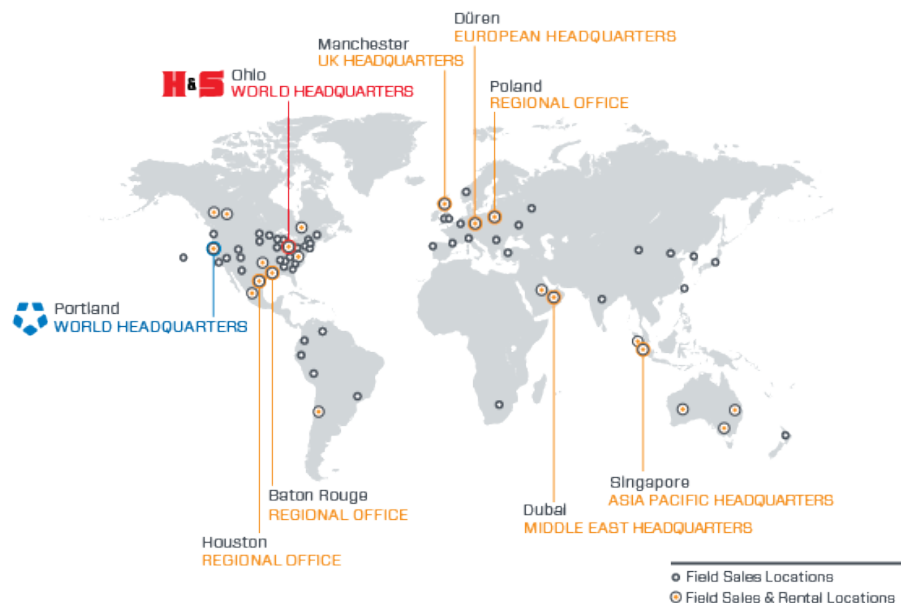 Düren
EUROPEAN HEADQUARTERS
Manchester
UK HEADQUARTERS
H&S
Ohio
WORLD HEADQUARTERS
Poland
REGIONAL OFFICE
Portland
WORLD HEADQUARTERS
Baton Rouge
REGIONAL OFFICE
Houston
REGIONAL OFFICE
Singapore
ASIA PACIFIC HEADQUARTERS
Dubai
MIDDLE EAST HEADQUARTERS
Field Sales Locations
Field Sales & Rental Locations